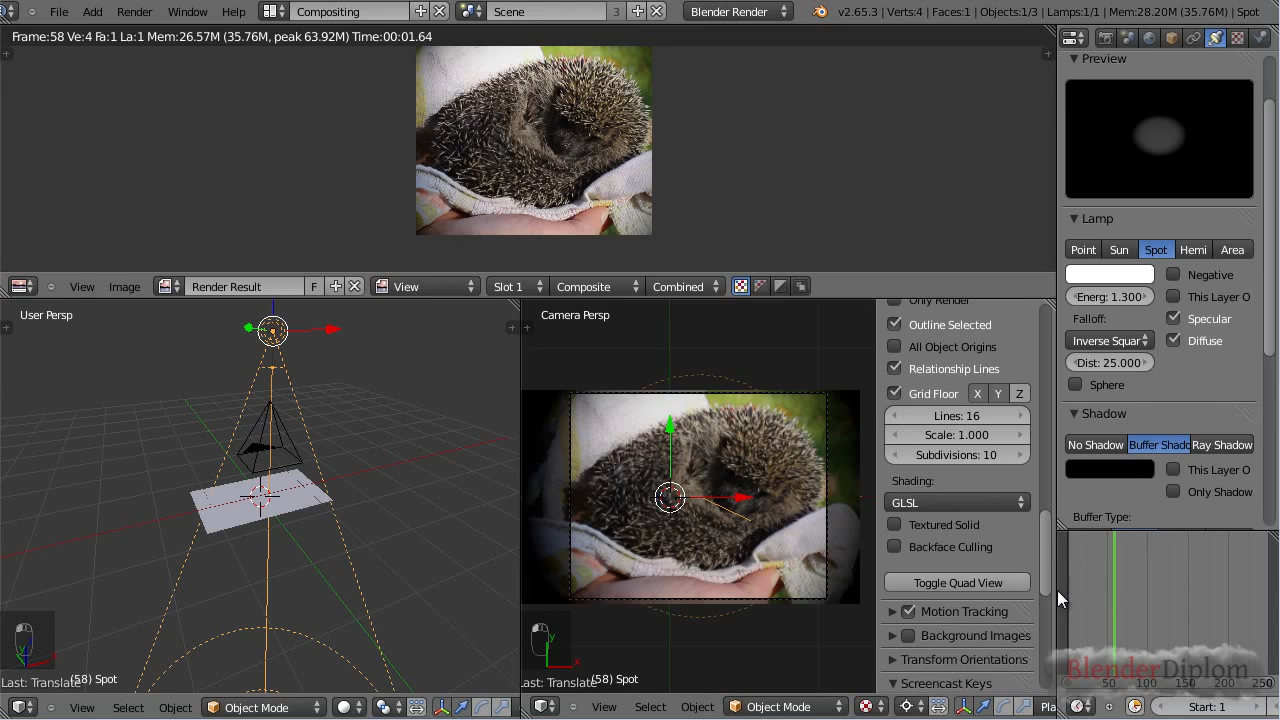 File Add Render Window Help Compositing Scene 3 Blender Render v2.65.3 | Verts:4 | Faces:1 | Objects:1/3 | Lamps:1/1 | Mem:28.20M (35.76M) | Spot
Frame:58 Ve:4 Fa:1 La:1 Mem:26.57M (35.76M, peak 63.92M) Time:00:01.64
Preview
Lamp
Point Sun Spot Hemi Area
Negative
Energ: 1.300 This Layer O
Falloff: Specular
Inverse Squar Diffuse
Dist: 25.000
Sphere
Shadow
No Shadow Buffer Shado Ray Shadow
This Layer O
Only Shadow
Buffer Type:
View Image Render Result F View Slot 1 Composite Combined
User Persp
Camera Persp
Only Render
Outline Selected
All Object Origins
Relationship Lines
Grid Floor X Y Z
Lines: 16
Scale: 1.000
Subdivisions: 10
Shading:
GLSL
Textured Solid
Backface Culling
Toggle Quad View
Motion Tracking
Background Images
Transform Orientations
Screencast Keys
y
x
Last: Translate
(58) Spot
Last: Translate
(58) Spot
BlenderDiplom
50 100 150 200 250
View Select Object Object Mode
View Select Object Object Mode Pla
Start: 1